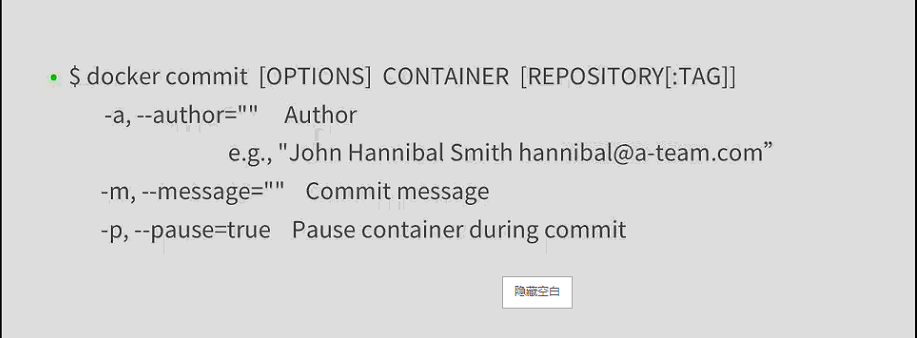 • $ docker commit [OPTIONS] CONTAINER [REPOSITORY[:TAG]]
-a, --author="" Author
e.g., "John Hannibal Smith hannibal@a-team.com”
-m, --message="" Commit message
-p, --pause=true Pause container during commit
隐藏空白